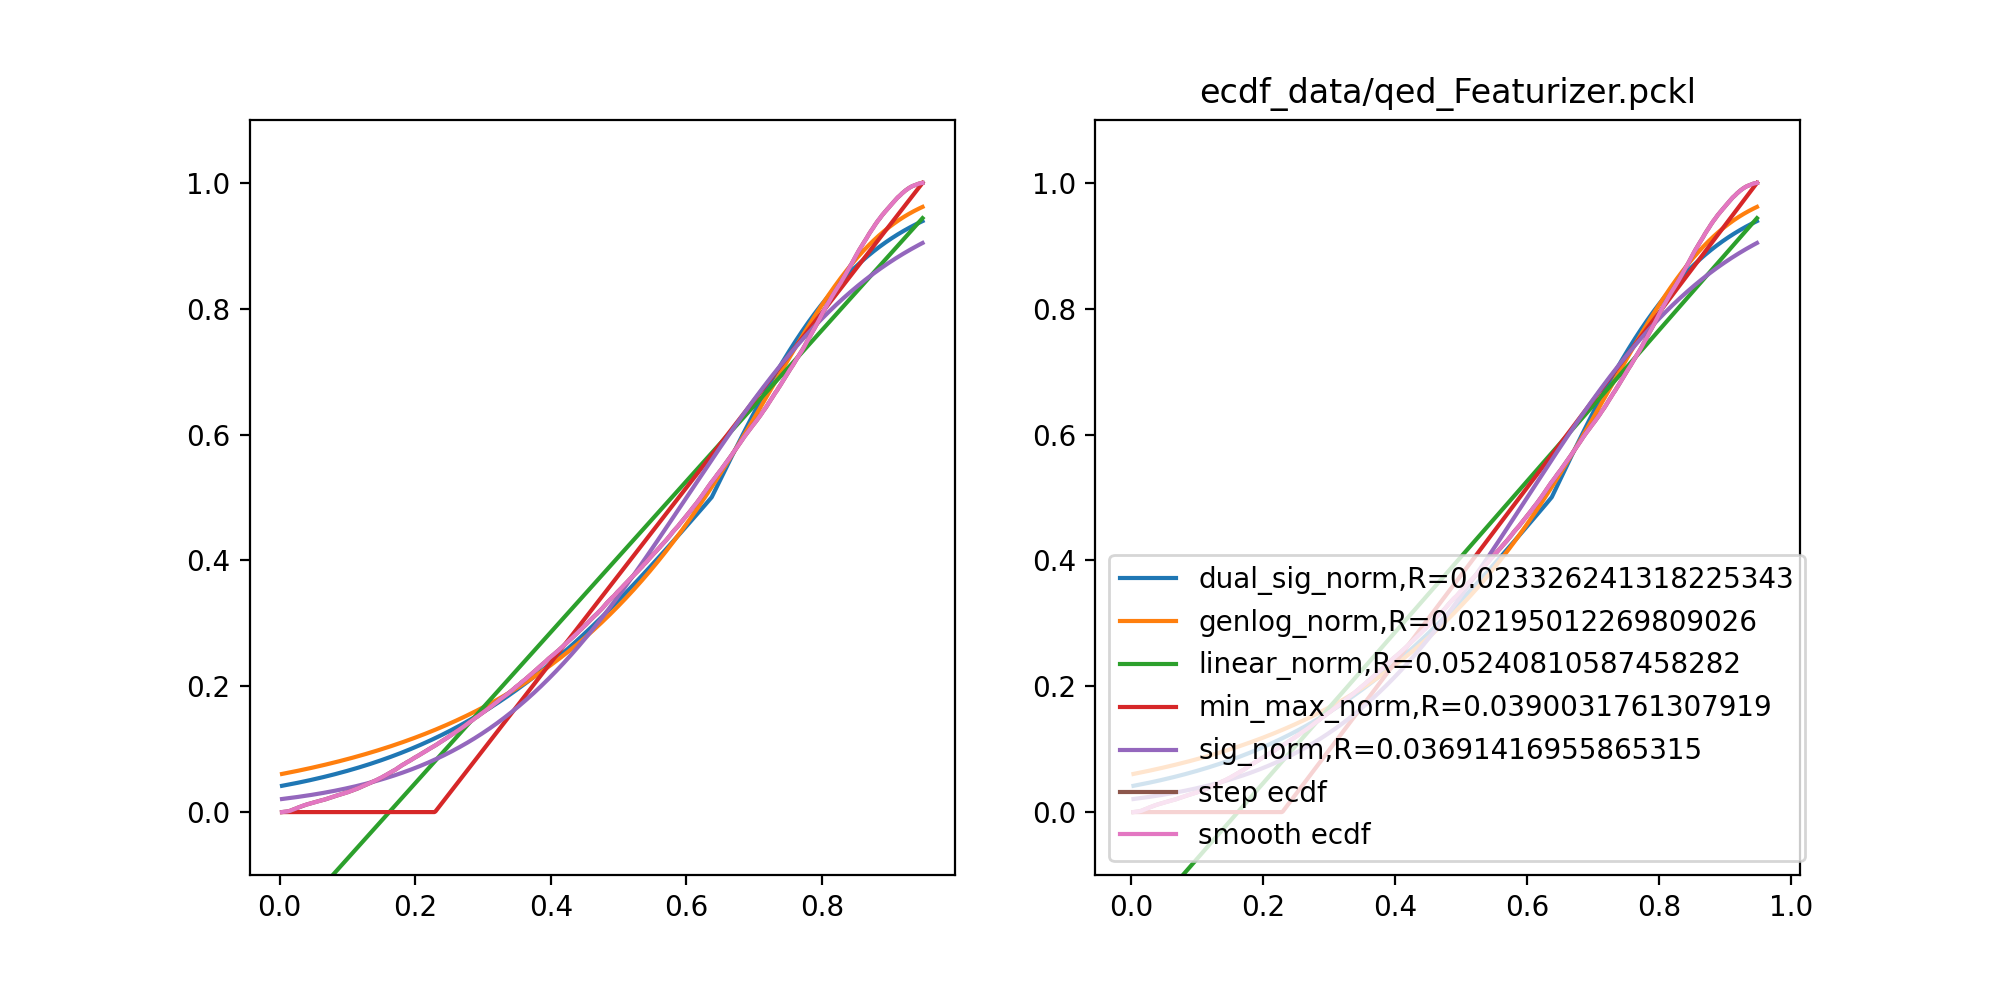 ecdf_data/qed_Featurizer.pckl
1.0
0.8
0.6
0.4
0.2
0.0
0.0 0.2 0.4 0.6 0.8
1.0
0.8
0.6
0.4
0.2
0.0
dual_sig_norm,R=0.023326241318225343
genlog_norm,R=0.02195012269809026
linear_norm,R=0.05240810587458282
min_max_norm,R=0.0390031761307919
sig_norm,R=0.03691416955865315
step ecdf
smooth ecdf
0.0 0.2 0.4 0.6 0.8 1.0